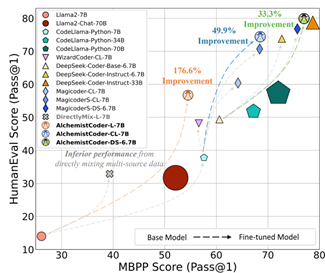 80
70
60
50
40
30
20
10
HumanEval Score (Pass@1)
Llama2-7B
Llama2-Chat-70B
CodeLlama-Python-7B
CodeLlama-Python-34B
CodeLlama-Python-70B
WizardCoder-CL-7B
DeepSeek-Coder-Base-6.7B
DeepSeek-Coder-Instruct-6.7B
DeepSeek-Coder-Instruct-33B
Magicoder-CL-7B
MagicoderS-CL-7B
MagicoderS-DS-6.7B
DirectlyMix-L-7B
AlchemistCoder-L-7B
AlchemistCoder-CL-7B
AlchemistCoder-DS-6.7B
176.6%
Improvement
49.9%
Improvement
33.3%
Improvement
Inferior performance from
directly mixing multi-source data
Base Model
Fine-tuned Model
30
40
50
60
70
80
MBPP Score (Pass@1)